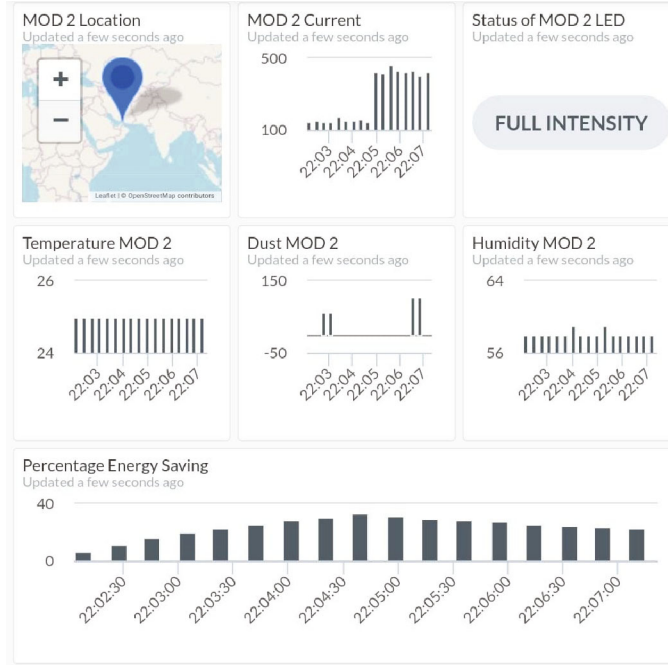 MOD 2 Location
Updated a few seconds ago
+
−
Leaflet | © OpenStreetMap contributors
MOD 2 Current
Updated a few seconds ago
500
100
22:03 22:04 22:05 22:06 22:07
Status of MOD 2 LED
Updated a few seconds ago
FULL INTENSITY
Temperature MOD 2
Updated a few seconds ago
26
24
22:03 22:04 22:05 22:06 22:07
Dust MOD 2
Updated a few seconds ago
150
-50
22:03 22:04 22:05 22:06 22:07
Humidity MOD 2
Updated a few seconds ago
64
56
22:03 22:04 22:05 22:06 22:07
Percentage Energy Saving
Updated a few seconds ago
40
0
22:02:30 22:03:00 22:03:30 22:04:00 22:04:30 22:05:00 22:05:30 22:06:00 22:06:30 22:07:00